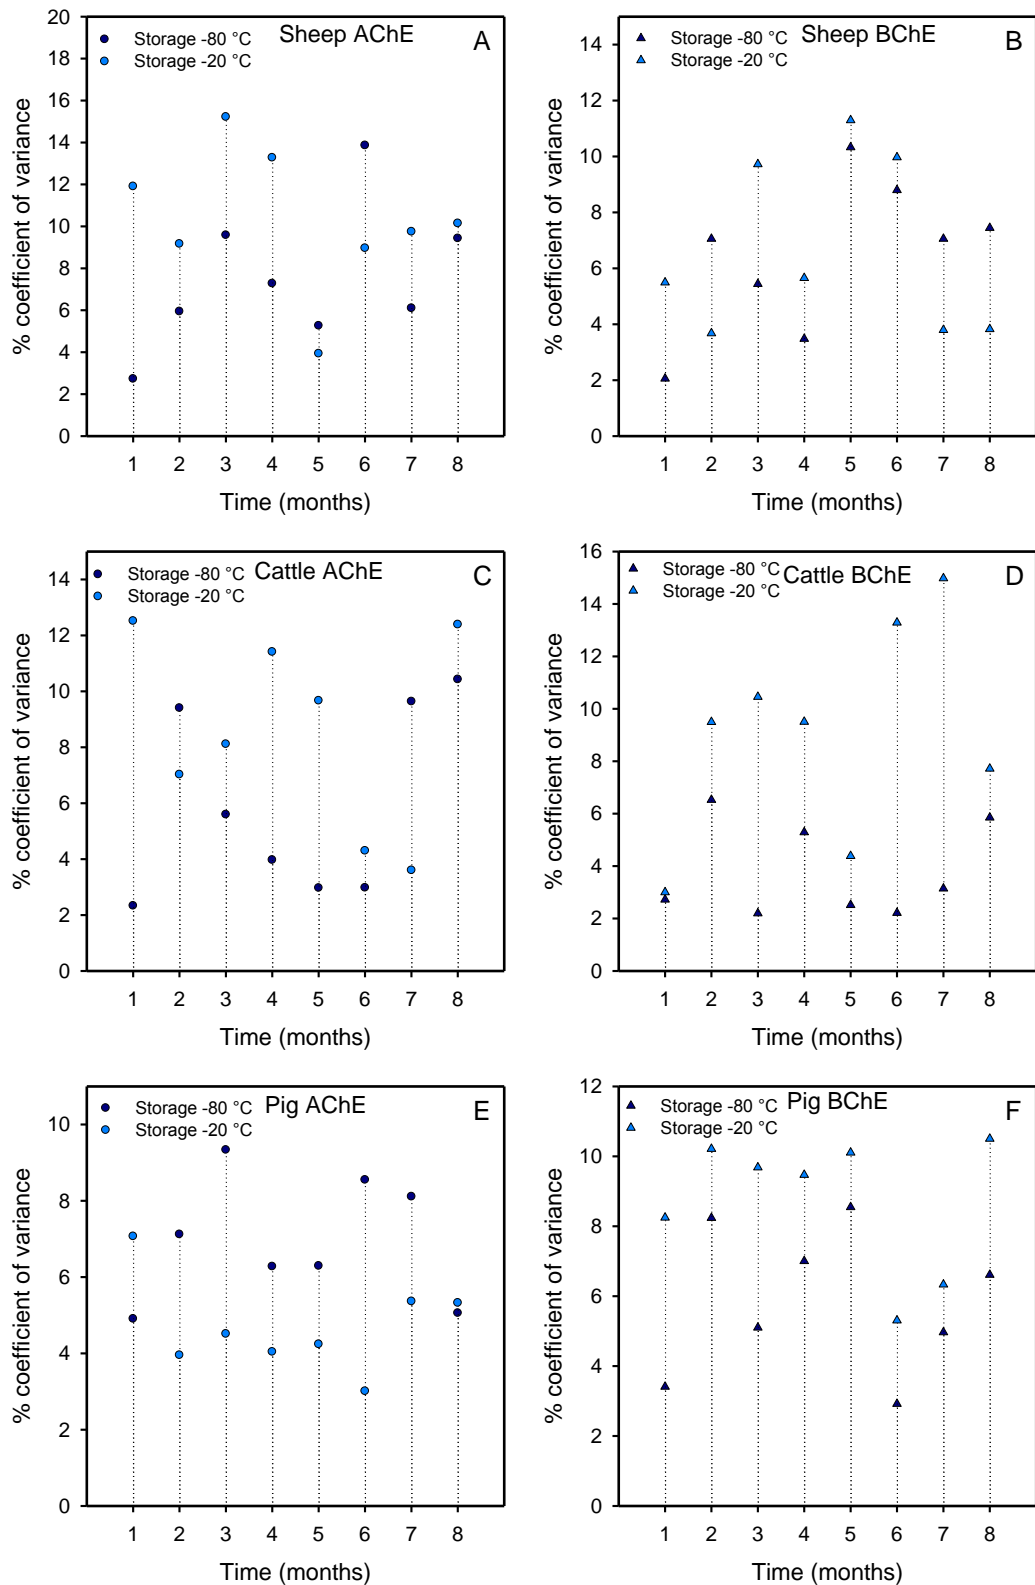 Sheep AChE
A
Storage -80 °C
Storage -20 °C
% coefficient of variance
20
18
16
14
12
10
8
6
4
2
0
1 2 3 4 5 6 7 8
Time (months)
Sheep BChE
B
Storage -80 °C
Storage -20 °C
% coefficient of variance
14
12
10
8
6
4
2
0
1 2 3 4 5 6 7 8
Time (months)
Cattle AChE
C
Storage -80 °C
Storage -20 °C
% coefficient of variance
14
12
10
8
6
4
2
0
1 2 3 4 5 6 7 8
Time (months)
Cattle BChE
D
Storage -80 °C
Storage -20 °C
% coefficient of variance
16
14
12
10
8
6
4
2
0
1 2 3 4 5 6 7 8
Time (months)
Pig AChE
E
Storage -80 °C
Storage -20 °C
% coefficient of variance
10
8
6
4
2
0
1 2 3 4 5 6 7 8
Time (months)
Pig BChE
F
Storage -80 °C
Storage -20 °C
% coefficient of variance
12
10
8
6
4
2
0
1 2 3 4 5 6 7 8
Time (months)